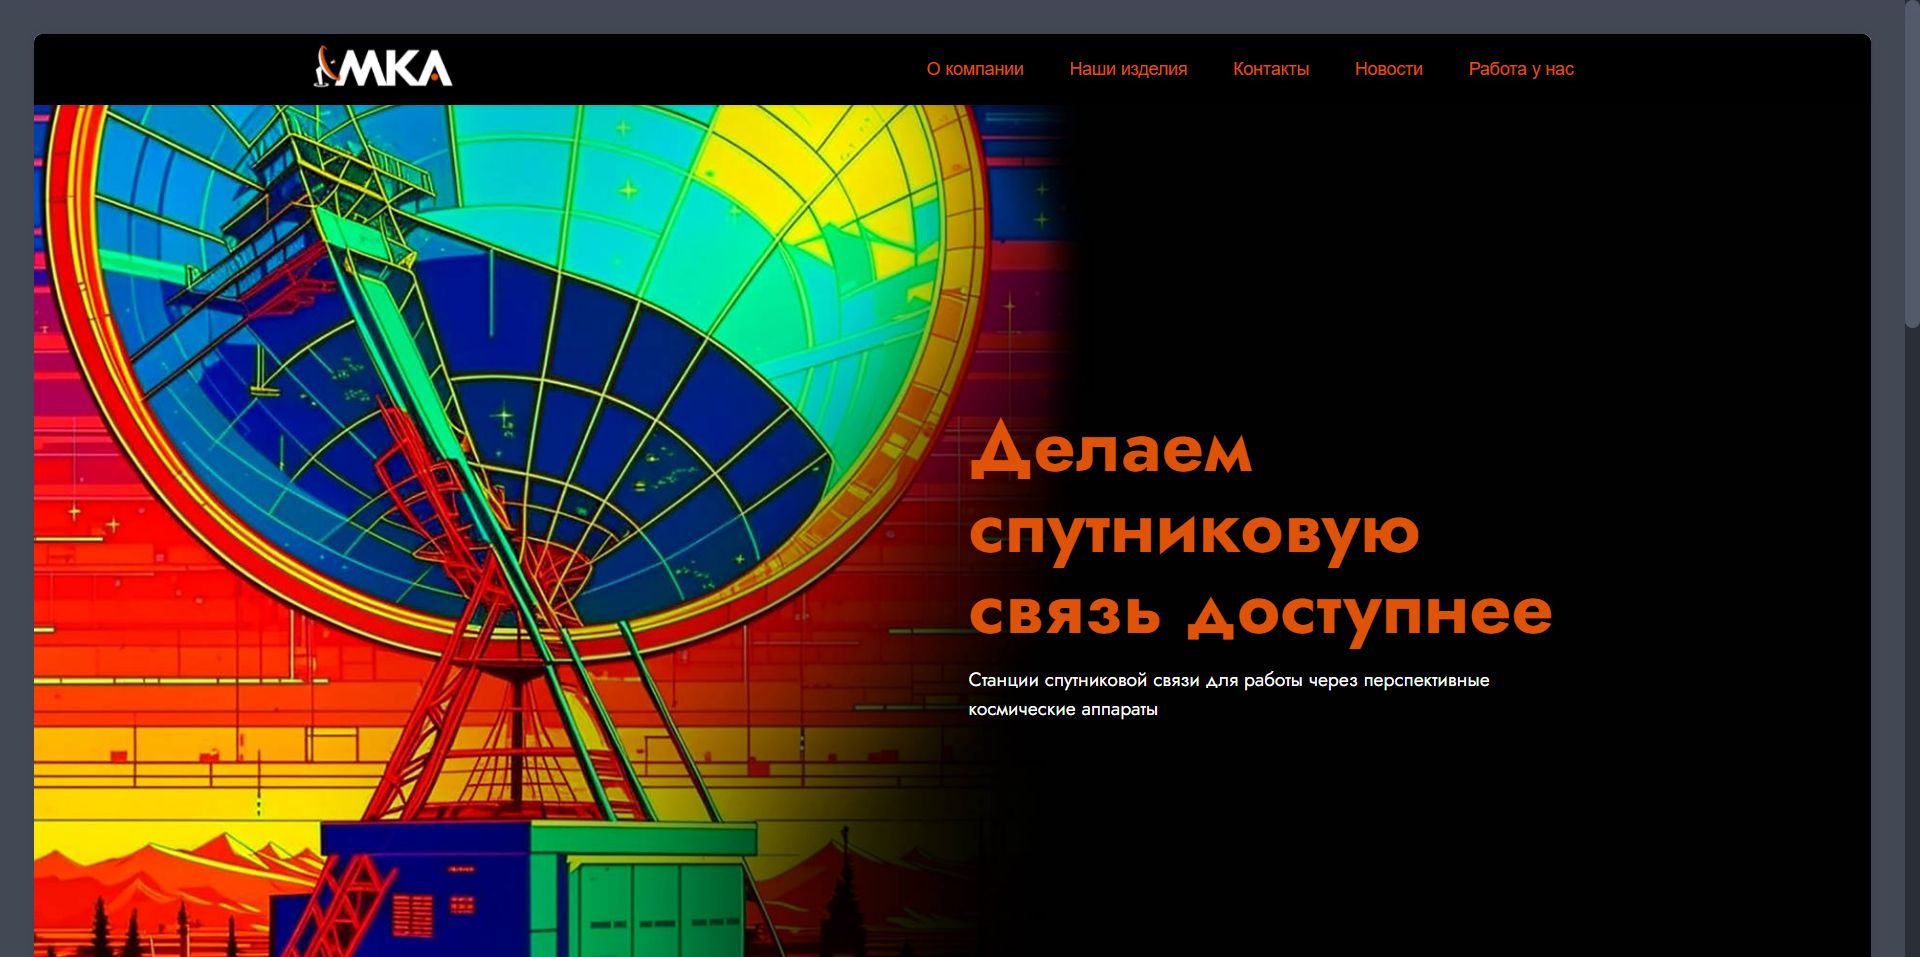 МКА
О компании
Наши изделия
Контакты
Новости
Работа у нас
Делаем
спутниковую
связь доступнее
Станции спутниковой связи для работы через перспективные
космические аппараты